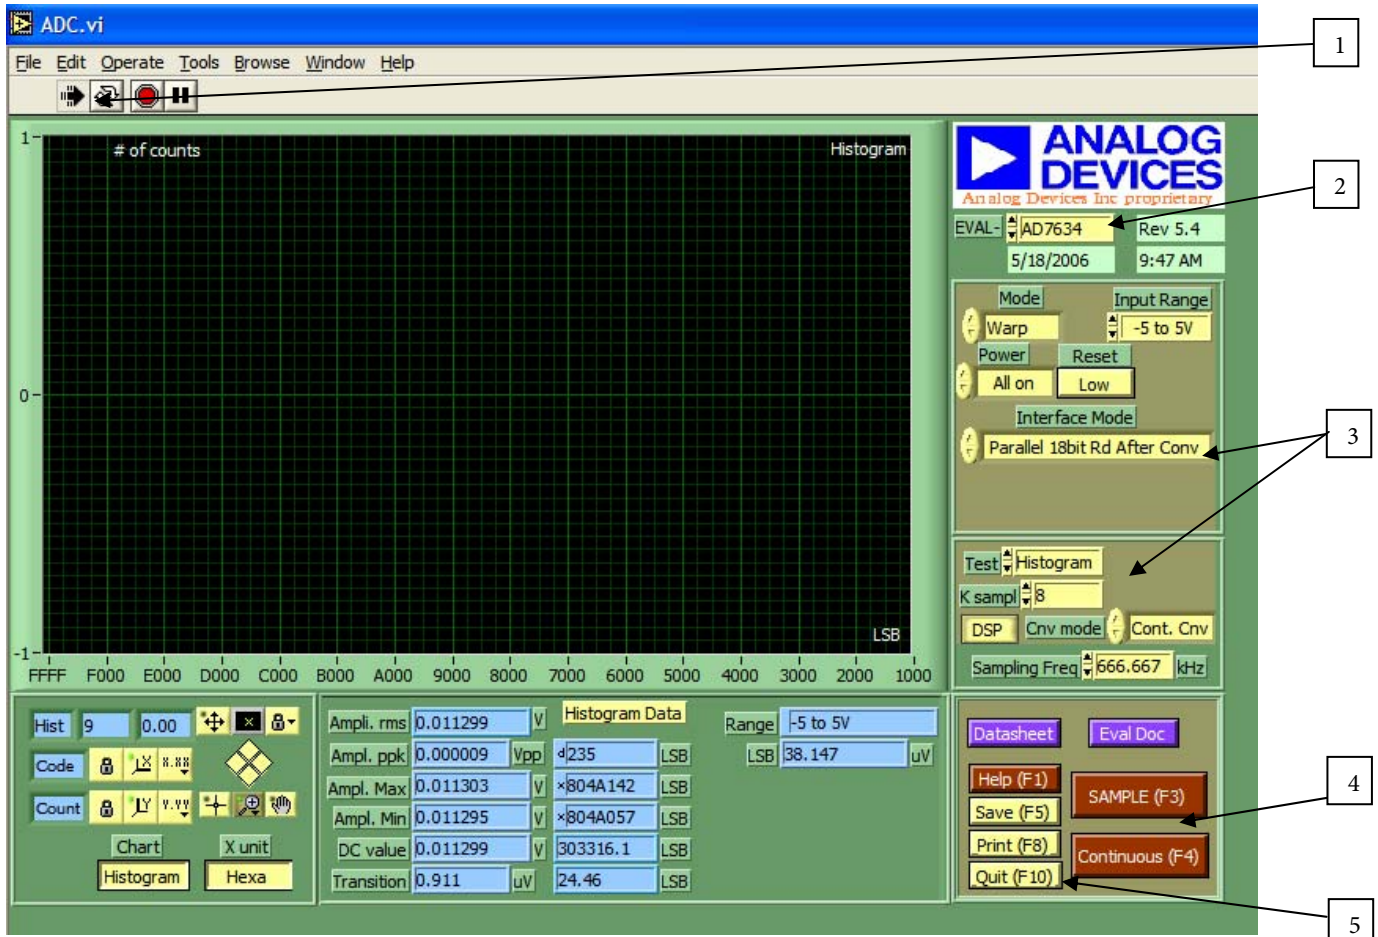 ADC.vi
File Edit Operate Tools Browse Window Help
1
# of counts
Histogram
1
0
-1
LSB
FFFF F000 E000 D000 C000 B000 A000 9000 8000 7000 6000 5000 4000 3000 2000 1000
ANALOG
DEVICES
Analog Devices Inc proprietary
2
EVAL- AD7634 Rev 5.4
5/18/2006 9:47 AM
Mode Input Range
Warp -5 to 5V
Power Reset
All on Low
Interface Mode
Parallel 18bit Rd After Conv
3
Test Histogram
K sampl 8
DSP Cnv mode Cont. Cnv
Sampling Freq 666.667 kHz
Hist 9 0.00
Code X X.XX
Count Y Y.YY
Chart X unit
Histogram Hexa
Ampli. rms 0.011299 V Histogram Data
Ampl. ppk 0.000009 Vpp d235 LSB
Ampl. Max 0.011303 V x804A142 LSB
Ampl. Min 0.011295 V x804A057 LSB
DC value 0.011299 V 303316.1 LSB
Transition 0.911 uV 24.46 LSB
Range -5 to 5V
LSB 38.147 uV
Datasheet Eval Doc
Help (F1)
SAMPLE (F3)
Save (F5)
Print (F8)
Continuous (F4)
Quit (F10)
4
5